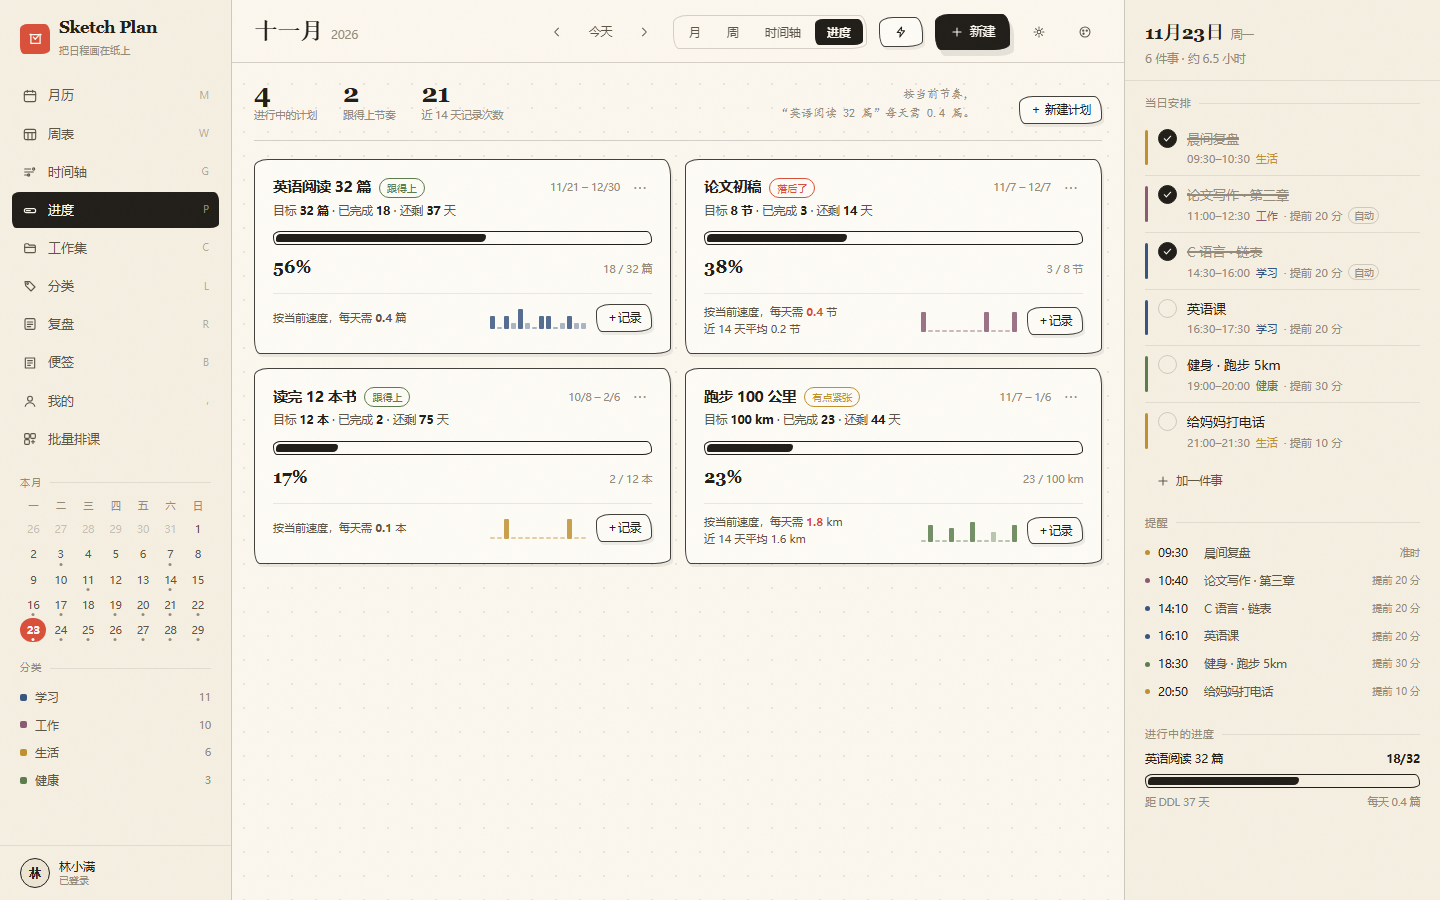 Sketch Plan
把日程画在纸上
月历 M
周表 W
时间轴 G
进度 P
工作集 C
分类 L
复盘 R
便签 B
我的 ,
批量排课
本月
一 二 三 四 五 六 日
26 27 28 29 30 31 1
2 3 4 5 6 7 8
9 10 11 12 13 14 15
16 17 18 19 20 21 22
23 24 25 26 27 28 29
分类
学习 11
工作 10
生活 6
健康 3
林 林小满
已登录
十一月 2026
今天
月 周 时间轴 进度
+ 新建
4 2 21
进行中的计划 跟得上节奏 近 14 天记录次数
按当前节奏，
“英语阅读 32 篇”每天需 0.4 篇。
+ 新建计划
英语阅读 32 篇 跟得上 11/21 – 12/30 ···
目标 32 篇 · 已完成 18 · 还剩 37 天
56% 18 / 32 篇
按当前速度，每天需 0.4 篇
+记录
论文初稿 落后了 11/7 – 12/7 ···
目标 8 节 · 已完成 3 · 还剩 14 天
38% 3 / 8 节
按当前速度，每天需 0.4 节
近 14 天平均 0.2 节
+记录
读完 12 本书 跟得上 10/8 – 2/6 ···
目标 12 本 · 已完成 2 · 还剩 75 天
17% 2 / 12 本
按当前速度，每天需 0.1 本
+记录
跑步 100 公里 有点紧张 11/7 – 1/6 ···
目标 100 km · 已完成 23 · 还剩 44 天
23% 23 / 100 km
按当前速度，每天需 1.8 km
近 14 天平均 1.6 km
+记录
11月23日 周一
6 件事 · 约 6.5 小时
当日安排
晨间复盘
09:30–10:30 生活
论文写作 · 第三章
11:00–12:30 工作 · 提前 20 分 自动
C 语言 · 链表
14:30–16:00 学习 · 提前 20 分 自动
英语课
16:30–17:30 学习 · 提前 20 分
健身 · 跑步 5km
19:00–20:00 健康 · 提前 30 分
给妈妈打电话
21:00–21:30 生活 · 提前 10 分
+ 加一件事
提醒
09:30 晨间复盘 准时
10:40 论文写作 · 第三章 提前 20 分
14:10 C 语言 · 链表 提前 20 分
16:10 英语课 提前 20 分
18:30 健身 · 跑步 5km 提前 30 分
20:50 给妈妈打电话 提前 10 分
进行中的进度
英语阅读 32 篇 18/32
距 DDL 37 天 每天 0.4 篇